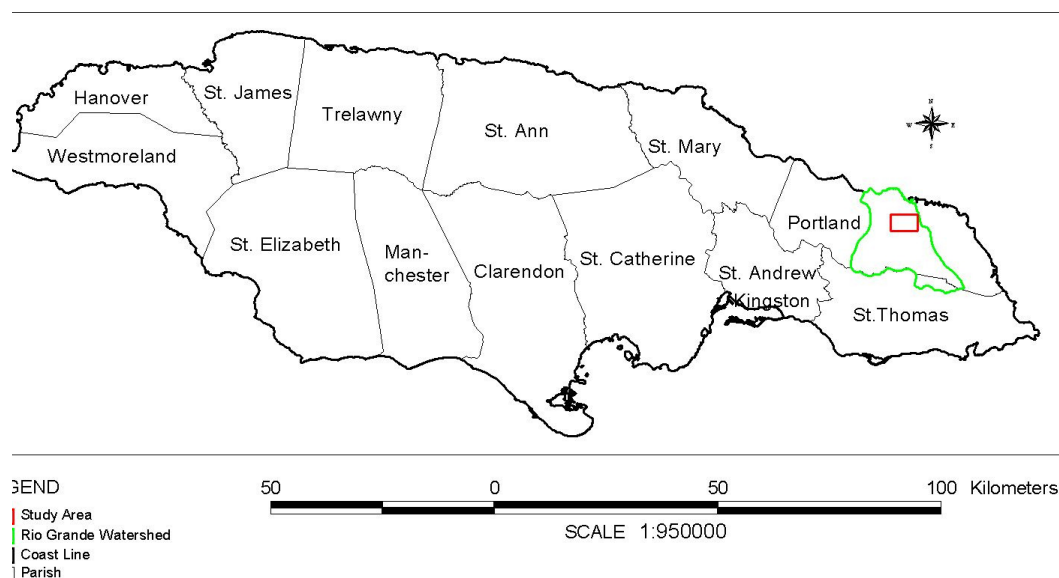 Hanover
St. James
Trelawny
St. Ann
St. Mary
N
W E
S
Westmoreland
Portland
St. Elizabeth
Man-
chester
Clarendon
St. Catherine
St. Andrew
Kingston
St.Thomas
GEND
50 0 50 100 Kilometers
Study Area
Rio Grande Watershed
SCALE 1:950000
Coast Line
Parish